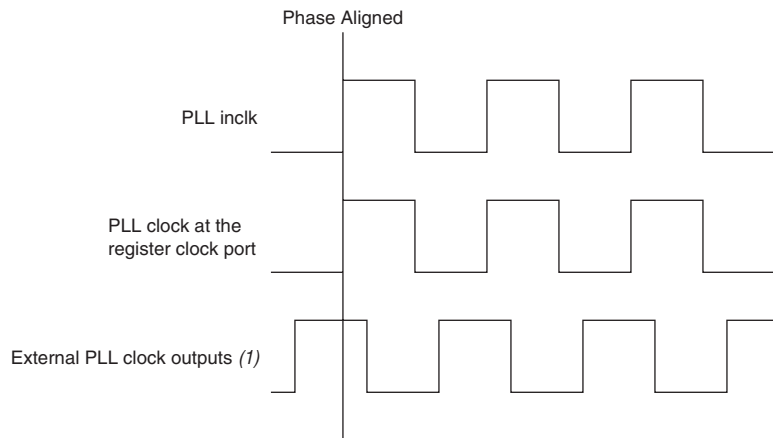 Phase Aligned
PLL inclk
PLL clock at the
register clock port
External PLL clock outputs (1)